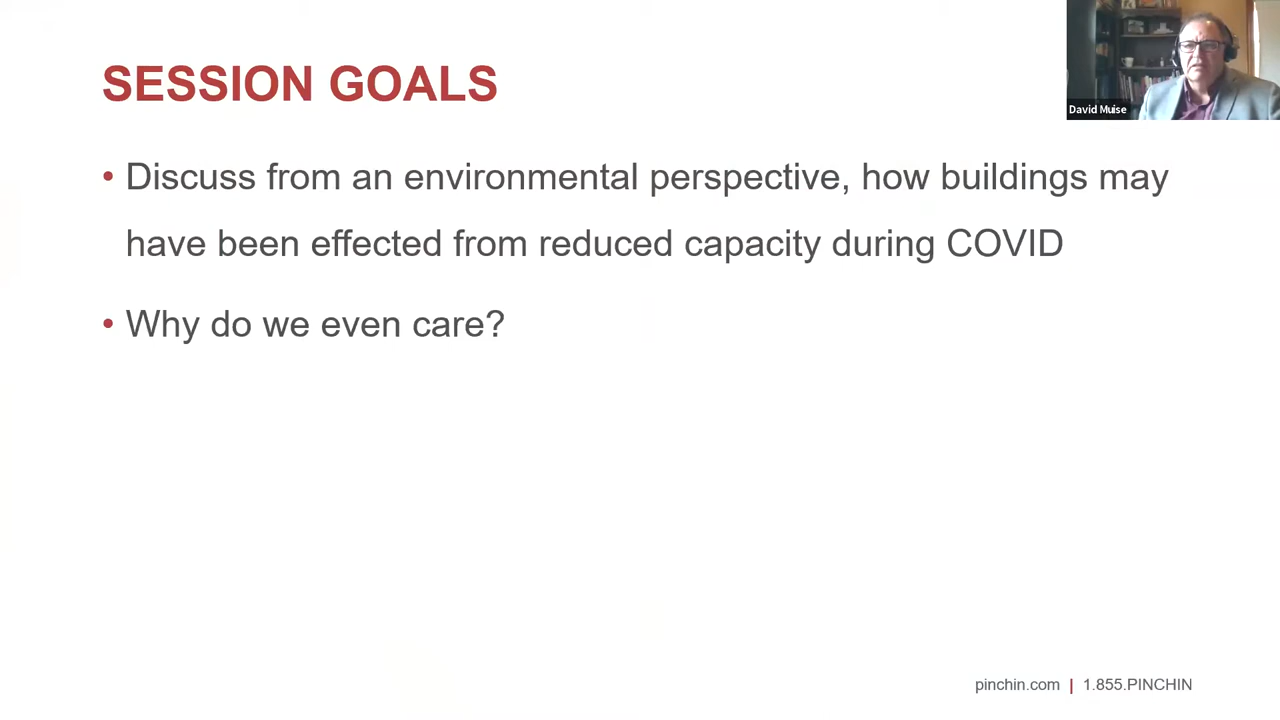 SESSION GOALS
David Muise
• Discuss from an environmental perspective, how buildings may
have been effected from reduced capacity during COVID
• Why do we even care?
pinchin.com | 1.855.PINCHIN